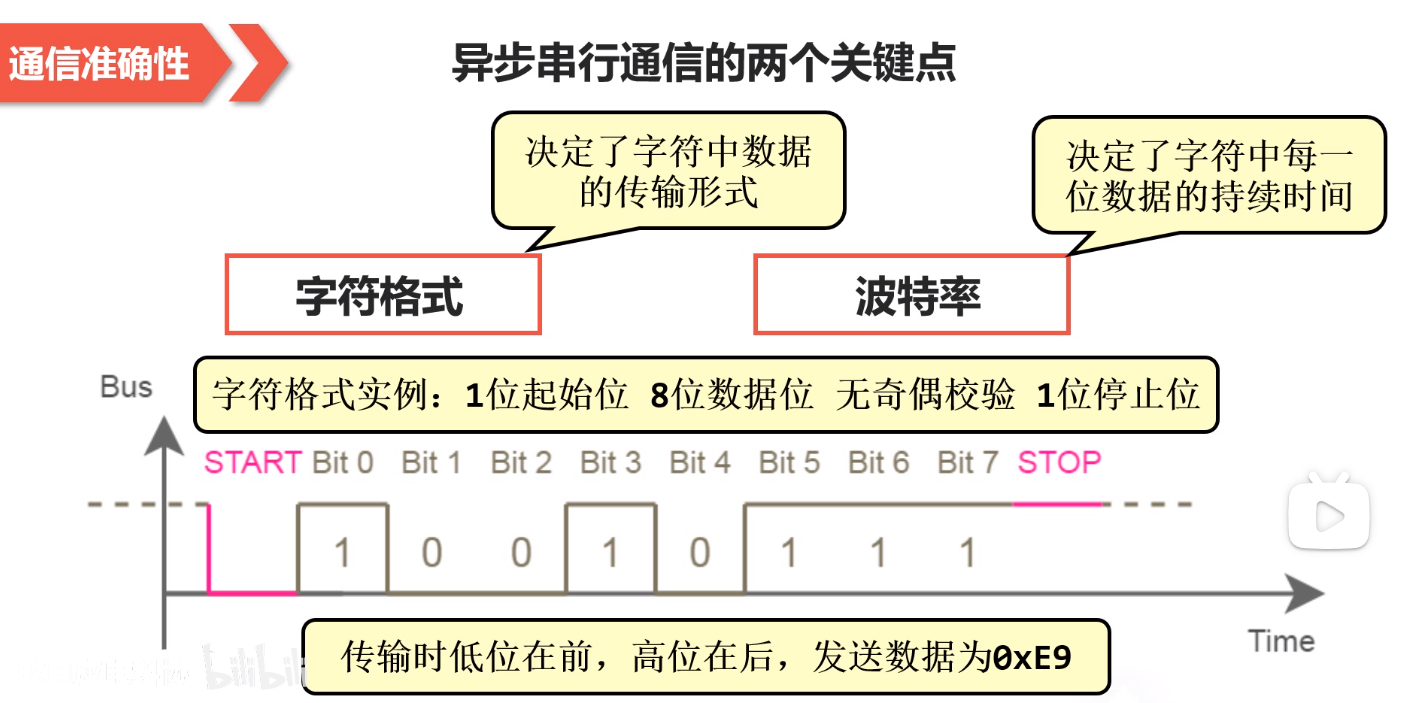 通信准确性
异步串行通信的两个关键点
决定了字符中数据
的传输形式
决定了字符中每一
位数据的持续时间
字符格式
波特率
Bus
字符格式实例：1位起始位 8位数据位 无奇偶校验 1位停止位
START Bit 0 Bit 1 Bit 2 Bit 3 Bit 4 Bit 5 Bit 6 Bit 7 STOP
1 0 0 1 0 1 1 1
传输时低位在前，高位在后，发送数据为0xE9
Time
bilibili